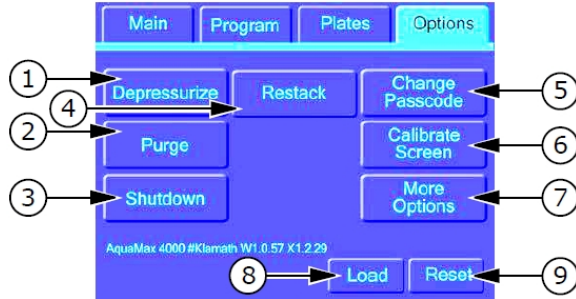 Main Program Plates Options
1 Depressurize Restack Change Passcode 5
4
2 Purge Calibrate Screen 6
3 Shutdown More Options 7
AquaMax 4000 #Klamath W1.0.57 X1.2.29
8 Load Reset 9